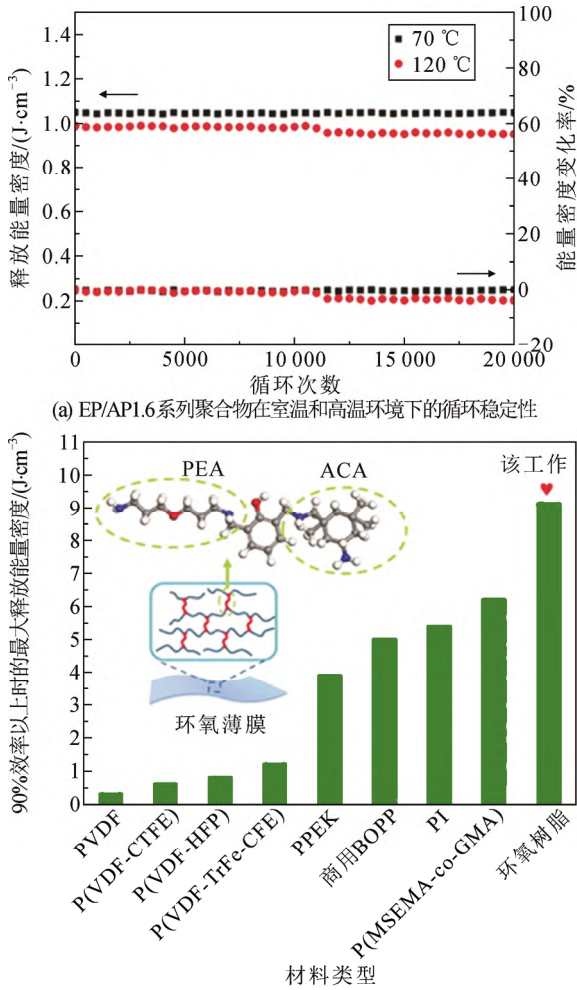 1.4
1.2
1.0
0.8
0.6
0.4
0.2
释放能量密度/(J·cm⁻³)
70 ℃
120 ℃
100
80
60
40
20
0
−20
能量密度变化率/%
0
5000
10 000
15 000
20 000
循环次数
(a) EP/AP1.6系列聚合物在室温和高温环境下的循环稳定性
11
10
9
8
7
6
5
4
3
2
1
0
90%效率以上时的最大释放能量密度/(J·cm⁻³)
PEA
ACA
该工作
环氧薄膜
PVDF
P(VDF-CTFE)
P(VDF-HFP)
P(VDF-TrFe-CFE)
PPEK
商用BOPP
PI
P(MSEMA-co-GMA)
环氧树脂
材料类型